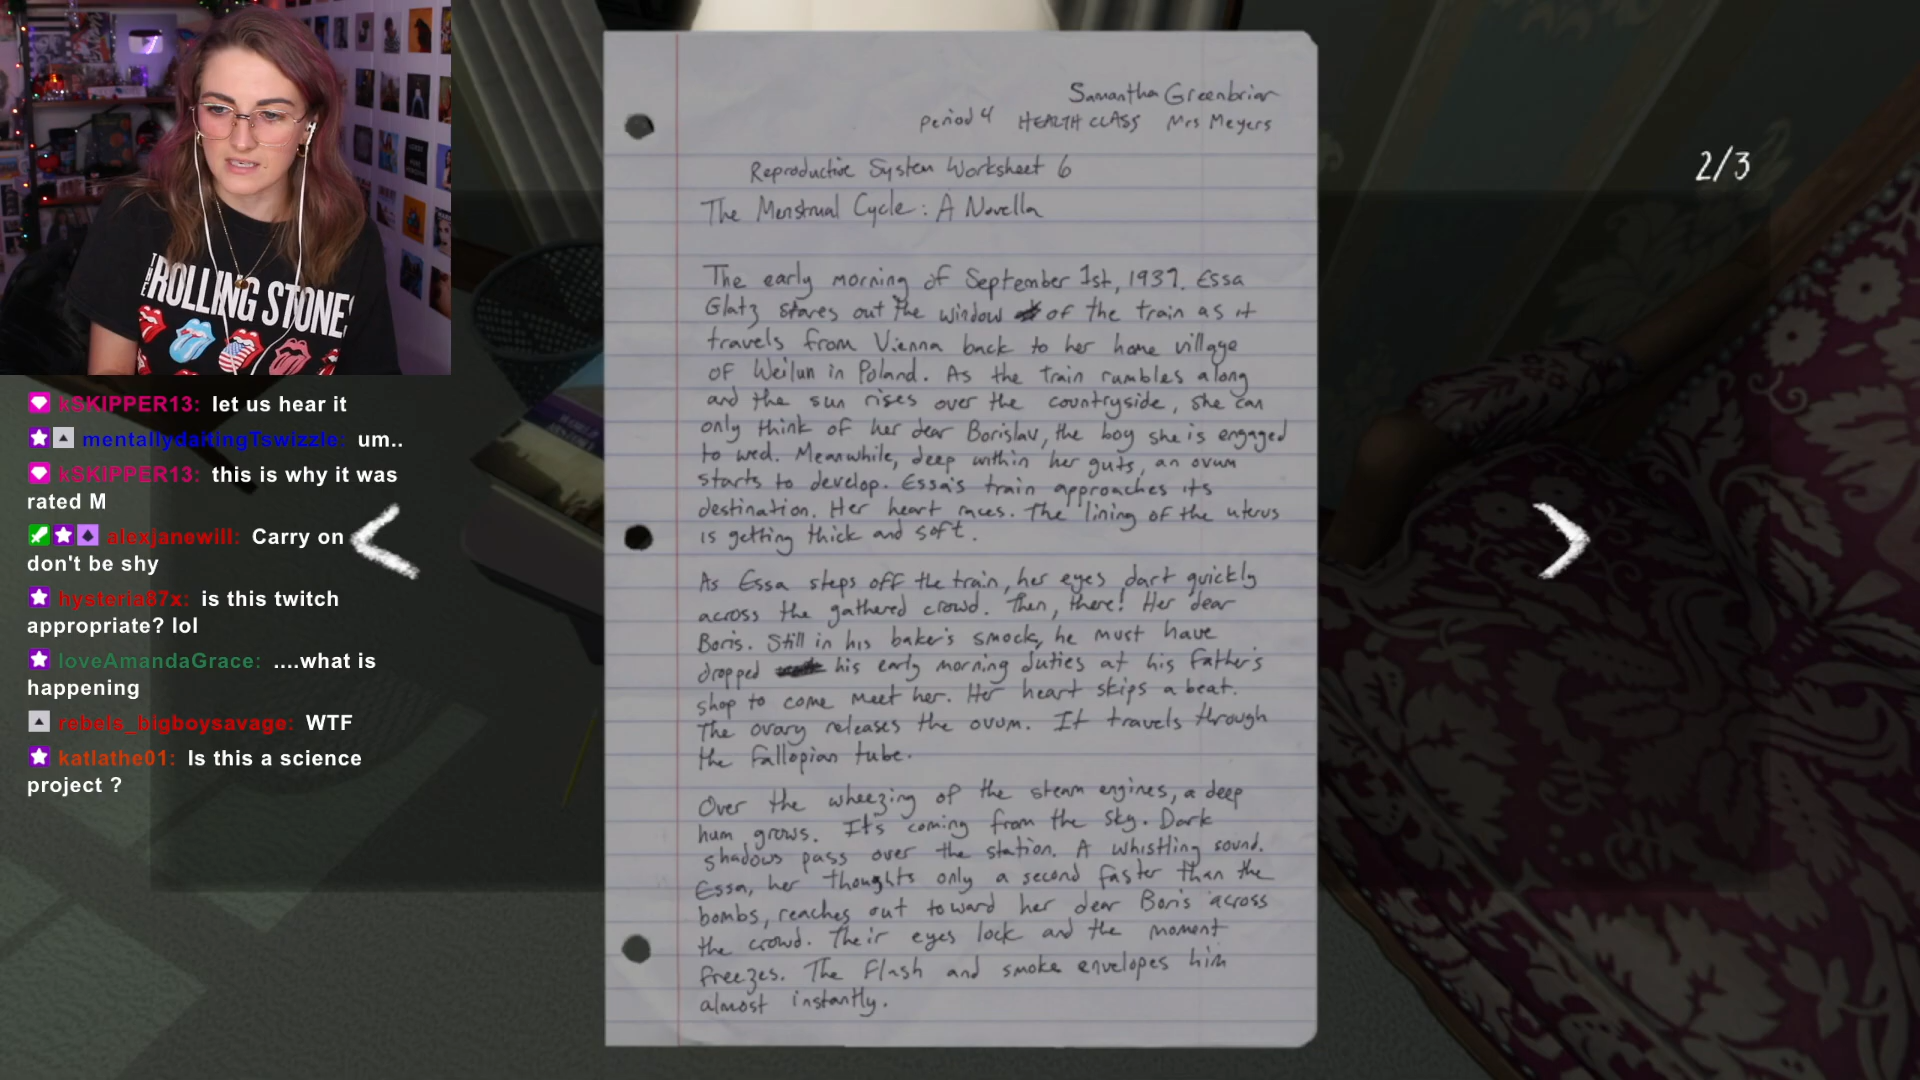 THE
ROLLING STONES
kSKIPPER13: let us hear it
mentallydaitingTswizzle: um..
kSKIPPER13: this is why it was
rated M
alexjanewill: Carry on
don't be shy
hysteria87x: is this twitch
appropriate? lol
loveAmandaGrace: ....what is
happening
rebels_bigboysavage: WTF
katlathe01: Is this a science
project ?
Samantha Greenbriar
Period 4 HEALTH CLASS Mrs Meyers
2/3
Reproductive System Worksheet 6
The Menstrual Cycle: A Novella
The early morning of September 1st, 1939. Essa
Glatz stares out the window of the train as it
travels from Vienna back to her home village
of Weilun in Poland. As the train rumbles along
and the sun rises over the countryside, she can
only think of her dear Borislav, the boy she is engaged
to wed. Meanwhile, deep within her guts, an ovum
starts to develop. Essa's train approaches its
destination. Her heart races. The lining of the uterus
is getting thick and soft.
As Essa steps off the train, her eyes dart quickly
across the gathered crowd. Then, there! Her dear
Boris. Still in his baker's smock, he must have
dropped his early morning duties at his father's
shop to come meet her. Her heart skips a beat.
The ovary releases the ovum. It travels through
the fallopian tube.
Over the wheezing of the steam engines, a deep
hum grows. It's coming from the sky. Dark
shadows pass over the station. A whistling sound.
Essa, her thoughts only a second faster than the
bombs, reaches out toward her dear Boris across
the crowd. Their eyes lock and the moment
freezes. The flash and smoke envelopes him
almost instantly.